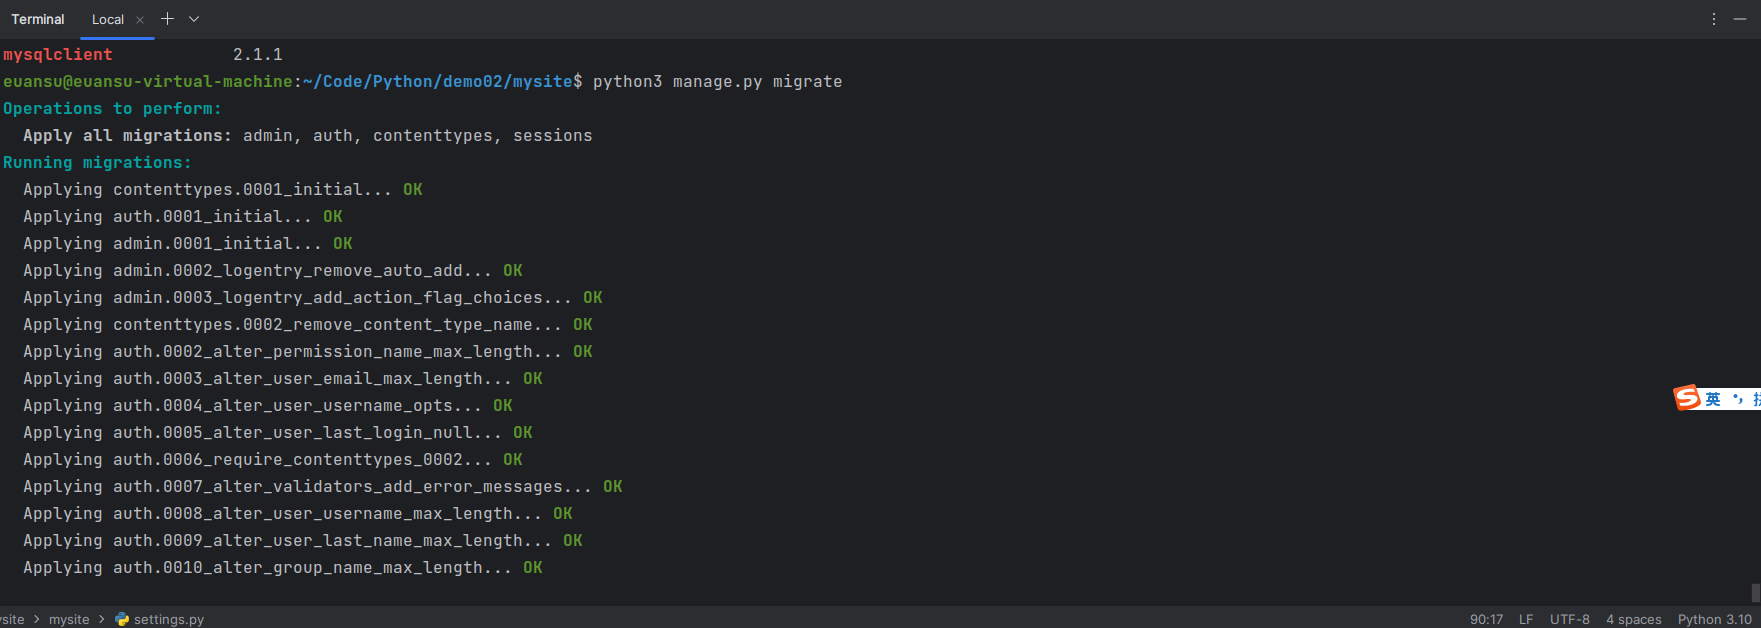 Terminal Local × + 
mysqlclient 2.1.1
euansu@euansu-virtual-machine:~/Code/Python/demo02/mysite$ python3 manage.py migrate
Operations to perform:
Apply all migrations: admin, auth, contenttypes, sessions
Running migrations:
Applying contenttypes.0001_initial... OK
Applying auth.0001_initial... OK
Applying admin.0001_initial... OK
Applying admin.0002_logentry_remove_auto_add... OK
Applying admin.0003_logentry_add_action_flag_choices... OK
Applying contenttypes.0002_remove_content_type_name... OK
Applying auth.0002_alter_permission_name_max_length... OK
Applying auth.0003_alter_user_email_max_length... OK
Applying auth.0004_alter_user_username_opts... OK
英 •,
Applying auth.0005_alter_user_last_login_null... OK
Applying auth.0006_require_contenttypes_0002... OK
Applying auth.0007_alter_validators_add_error_messages... OK
Applying auth.0008_alter_user_username_max_length... OK
Applying auth.0009_alter_user_last_name_max_length... OK
Applying auth.0010_alter_group_name_max_length... OK
ysite > mysite > settings.py 90:17 LF UTF-8 4 spaces Python 3.10